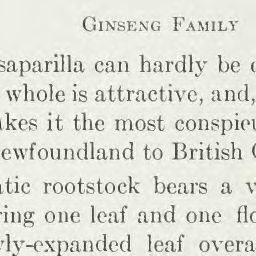 Ginseng Family
saparilla can hardly be
whole is attractive, and,
akes it the most conspicu
ewfoundland to British
atic rootstock bears a
ring one leaf and one flo
vly-expanded leaf overa